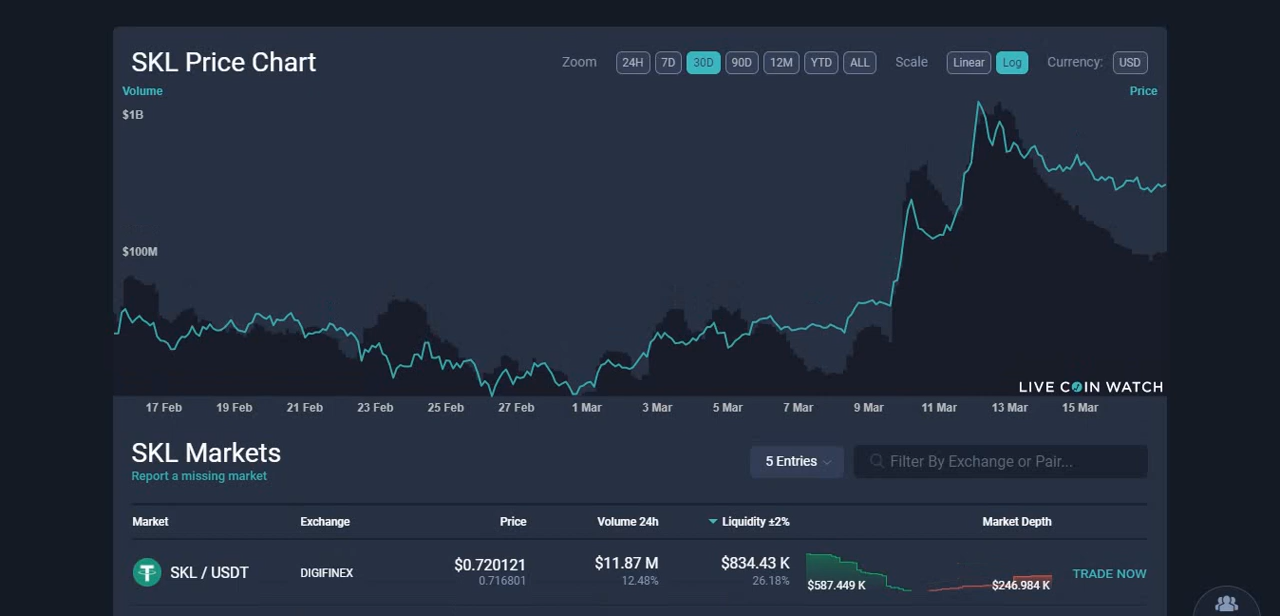 SKL Price Chart Zoom 24H 7D 30D 90D 12M YTD ALL Scale Linear Log Currency: USD
Volume Price
$1B
$100M
LIVE COIN WATCH
17 Feb 19 Feb 21 Feb 23 Feb 25 Feb 27 Feb 1 Mar 3 Mar 5 Mar 7 Mar 9 Mar 11 Mar 13 Mar 15 Mar
SKL Markets
Report a missing market
5 Entries Filter By Exchange or Pair...
Market Exchange Price Volume 24h Liquidity ±2% Market Depth
SKL / USDT DIGIFINEX $0.720121 $11.87 M $834.43 K $587.449 K $246.984 K TRADE NOW
0.716801 12.48% 26.18%